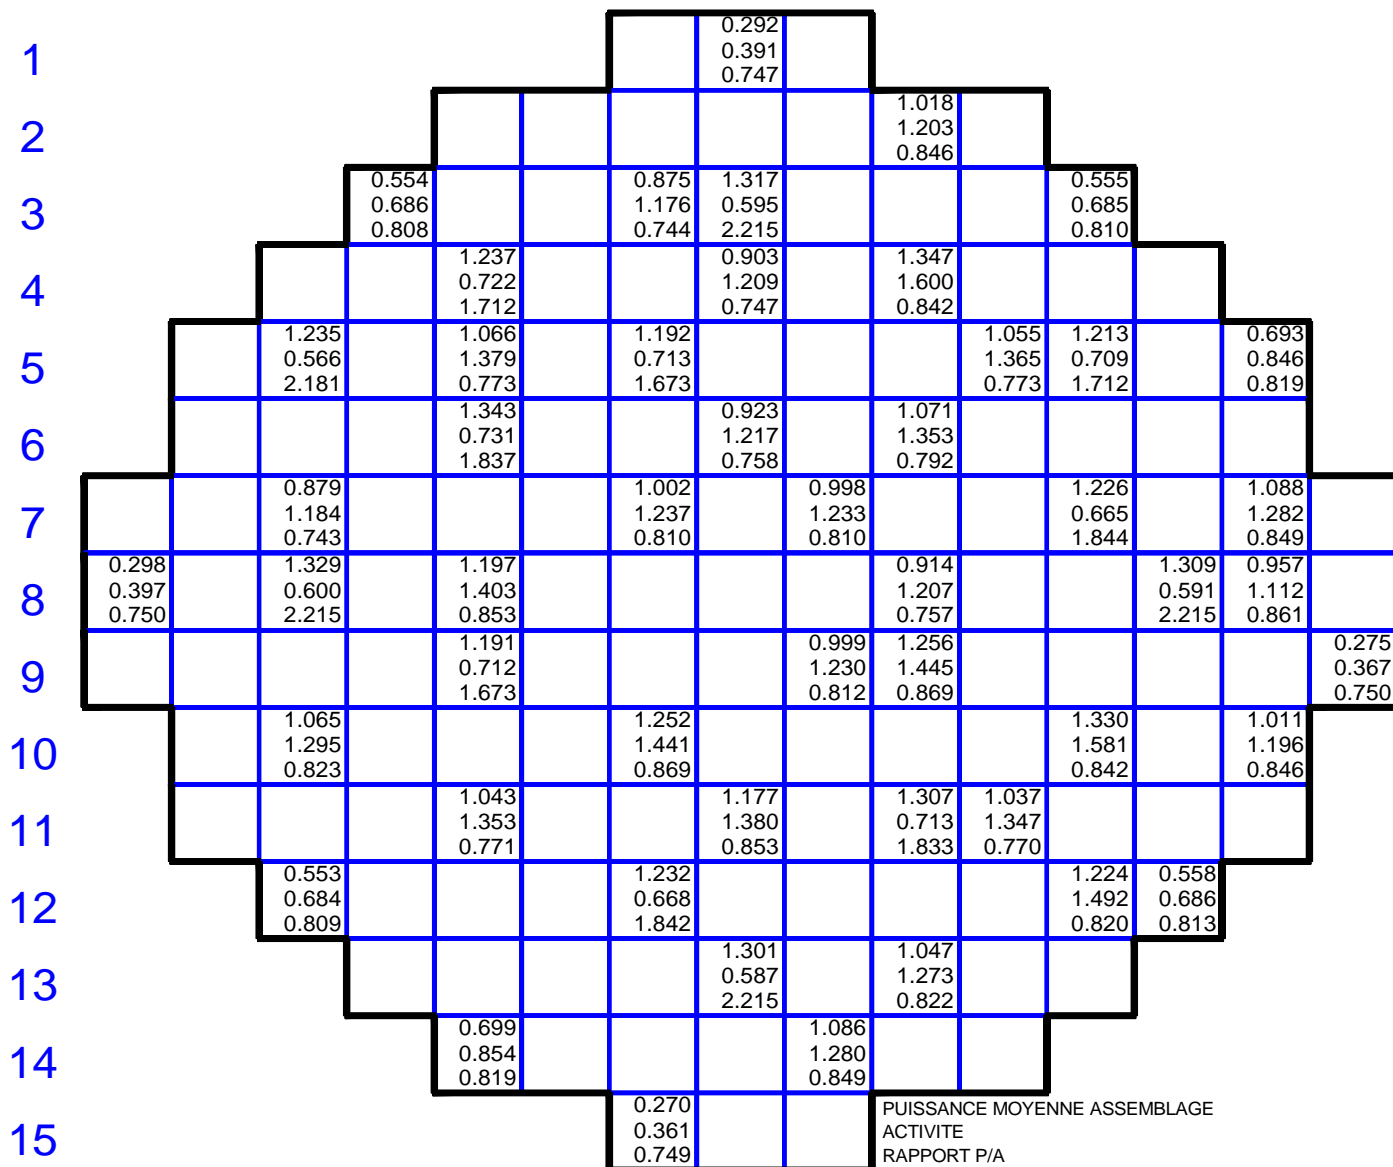 1
0.292
0.391
0.747
2
1.018
1.203
0.846
3
0.554 0.875 1.317 0.555
0.686 1.176 0.595 0.685
0.808 0.744 2.215 0.810
4
1.237 0.903 1.347
0.722 1.209 1.600
1.712 0.747 0.842
5
1.235 1.066 1.192 1.055 1.213 0.693
0.566 1.379 0.713 1.365 0.709 0.846
2.181 0.773 1.673 0.773 1.712 0.819
6
1.343 0.923 1.071
0.731 1.217 1.353
1.837 0.758 0.792
7
0.879 1.002 0.998 1.226 1.088
1.184 1.237 1.233 0.665 1.282
0.743 0.810 0.810 1.844 0.849
8
0.298 1.329 1.197 0.914 1.309 0.957
0.397 0.600 1.403 1.207 0.591 1.112
0.750 2.215 0.853 0.757 2.215 0.861
9
1.191 0.999 1.256 0.275
0.712 1.230 1.445 0.367
1.673 0.812 0.869 0.750
10
1.065 1.252 1.330 1.011
1.295 1.441 1.581 1.196
0.823 0.869 0.842 0.846
11
1.043 1.177 1.307 1.037
1.353 1.380 0.713 1.347
0.771 0.853 1.833 0.770
12
0.553 1.232 1.224 0.558
0.684 0.668 1.492 0.686
0.809 1.842 0.820 0.813
13
1.301 1.047
0.587 1.273
2.215 0.822
14
0.699 1.086
0.854 1.280
0.819 0.849
15
0.270 PUISSANCE MOYENNE ASSEMBLAGE
0.361 ACTIVITE
0.749 RAPPORT P/A